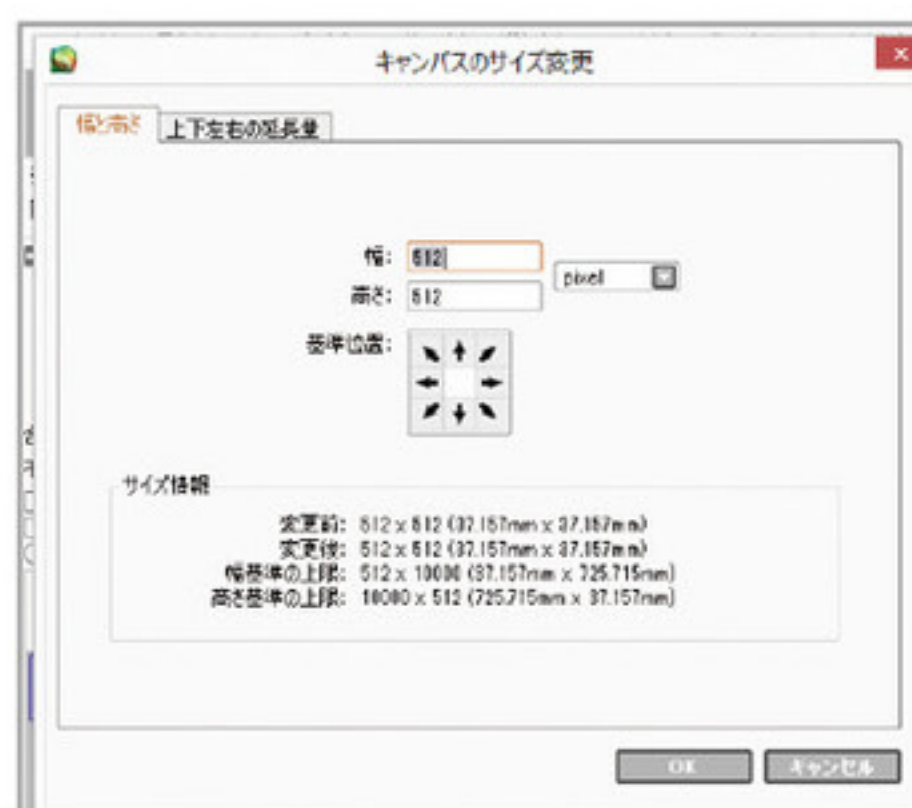 キャンバスのサイズ変更
幅と高さ 上下左右の延長量
幅: 512 pixel
高さ: 512
基準位置:
サイズ情報
変更前: 512 x 512 (37.157mm x 37.157mm)
変更後: 512 x 512 (37.157mm x 37.157mm)
幅基準の上限: 512 x 10000 (37.157mm x 725.715mm)
高さ基準の上限: 10000 x 512 (725.715mm x 37.157mm)
OK キャンセル